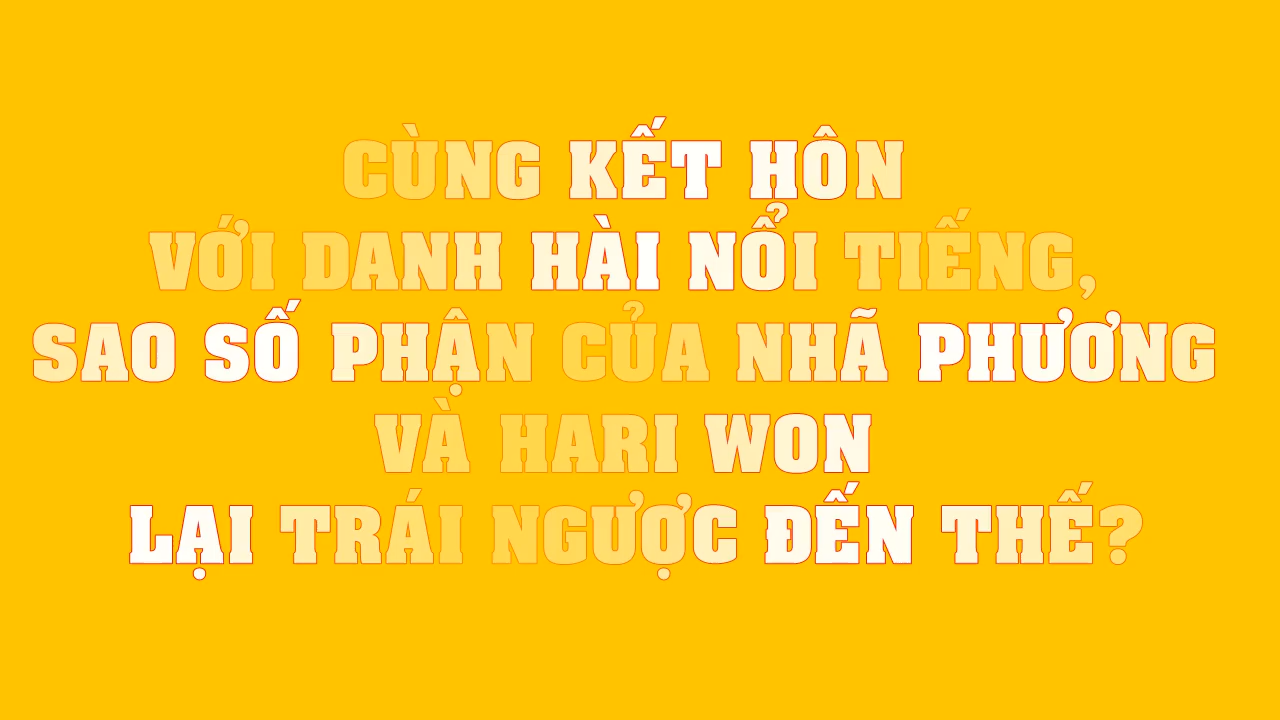 CÙNG KẾT HÔN
VỚI DANH HÀI NỔI TIẾNG,
SAO SỐ PHẬN CỦA NHÃ PHƯƠNG
VÀ HARI WON
LẠI TRÁI NGƯỢC ĐẾN THẾ?